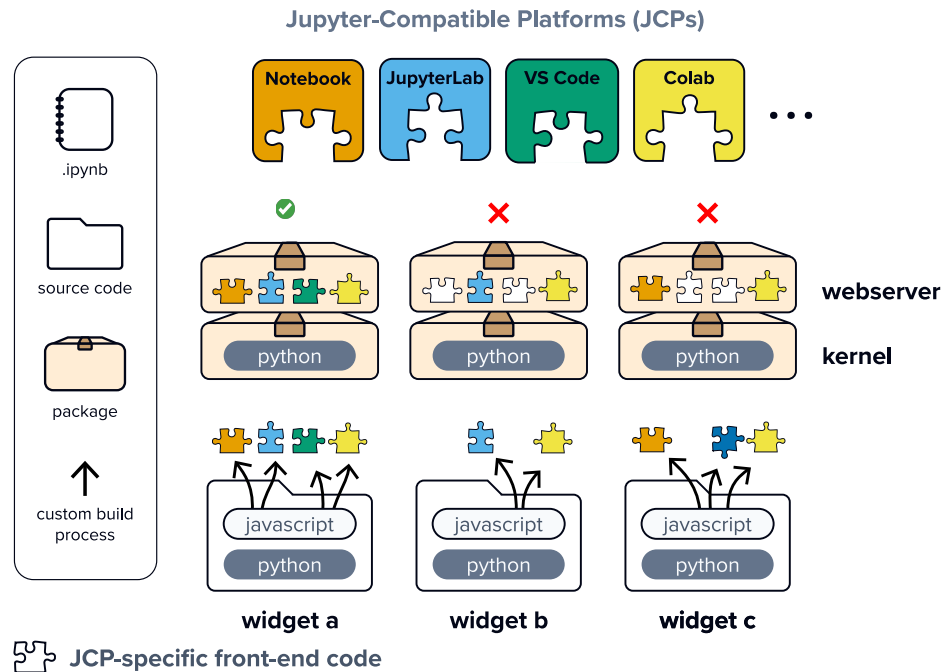 Jupyter-Compatible Platforms (JCPs)
Notebook
JupyterLab
VS Code
Colab
...
.ipynb
source code
package
custom build
process
webserver
python
python
python
kernel
javascript
javascript
javascript
python
python
python
widget a
widget b
widget c
JCP-specific front-end code